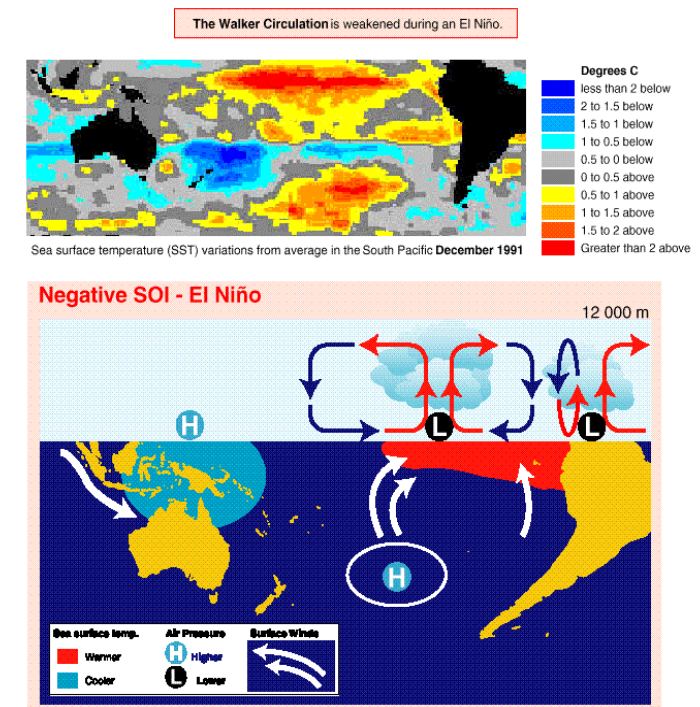 The Walker Circulation is weakened during an El Niño.
Degrees C
less than 2 below
2 to 1.5 below
1.5 to 1 below
1 to 0.5 below
0.5 to 0 below
0 to 0.5 above
0.5 to 1 above
1 to 1.5 above
1.5 to 2 above
Greater than 2 above
Sea surface temperature (SST) variations from average in the South Pacific December 1991
Negative SOI - El Niño
12 000 m
H
L
L
H
Sea surface temp.
Air Pressure
Surface Winds
Warmer
H Higher
Cooler
L Lower